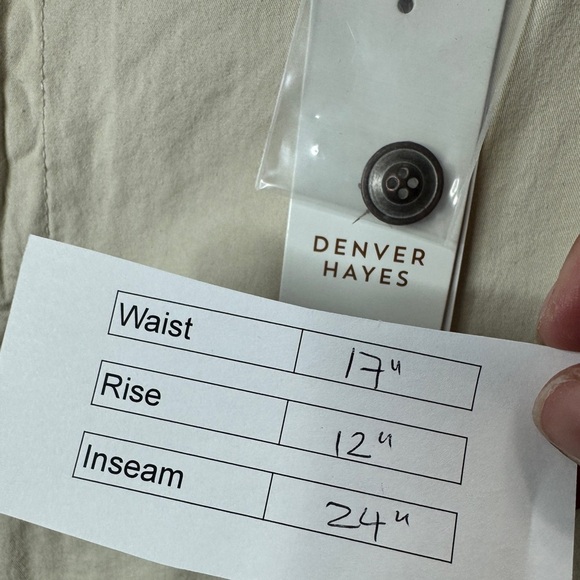 DENVER
HAYES
Waist 17"
Rise 12"
Inseam 24"